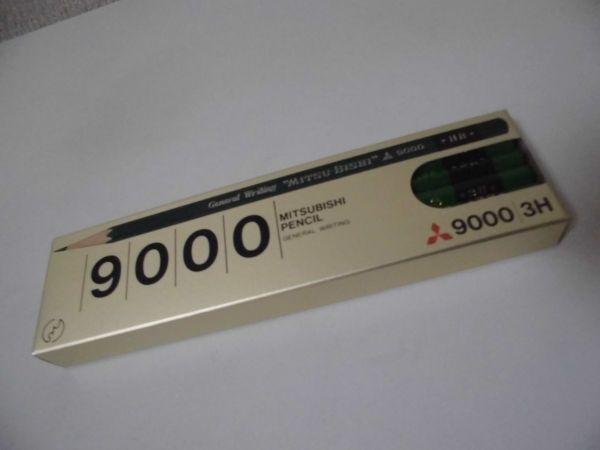 General Writing "MITSU BISHI" 9000 · HB ·
9000
MITSUBISHI
PENCIL
GENERAL WRITING
9000 3H